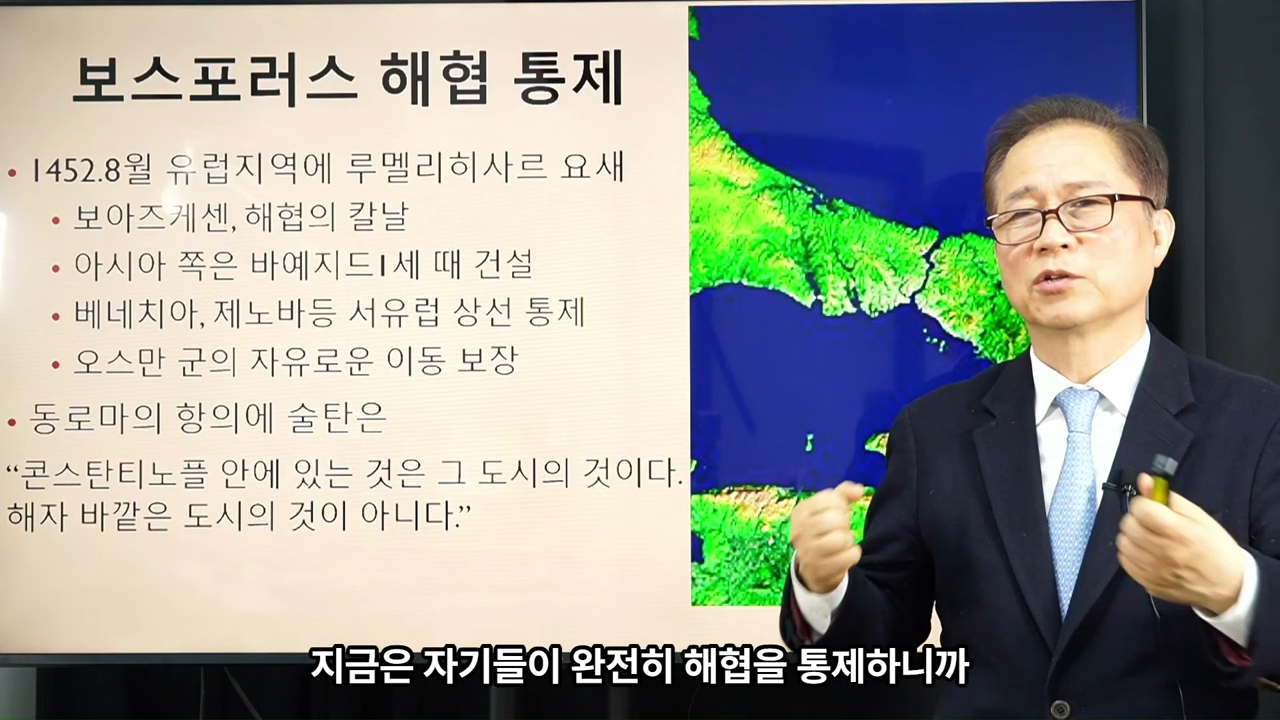 보스포러스 해협 통제
• 1452.8월 유럽지역에 루멜리히사르 요새
• 보아즈케센, 해협의 칼날
• 아시아 쪽은 바예지드1세 때 건설
• 베네치아, 제노바등 서유럽 상선 통제
• 오스만 군의 자유로운 이동 보장
• 동로마의 항의에 술탄은
“콘스탄티노플 안에 있는 것은 그 도시의 것이다.
해자 바깥은 도시의 것이 아니다.”
지금은 자기들이 완전히 해협을 통제하니까